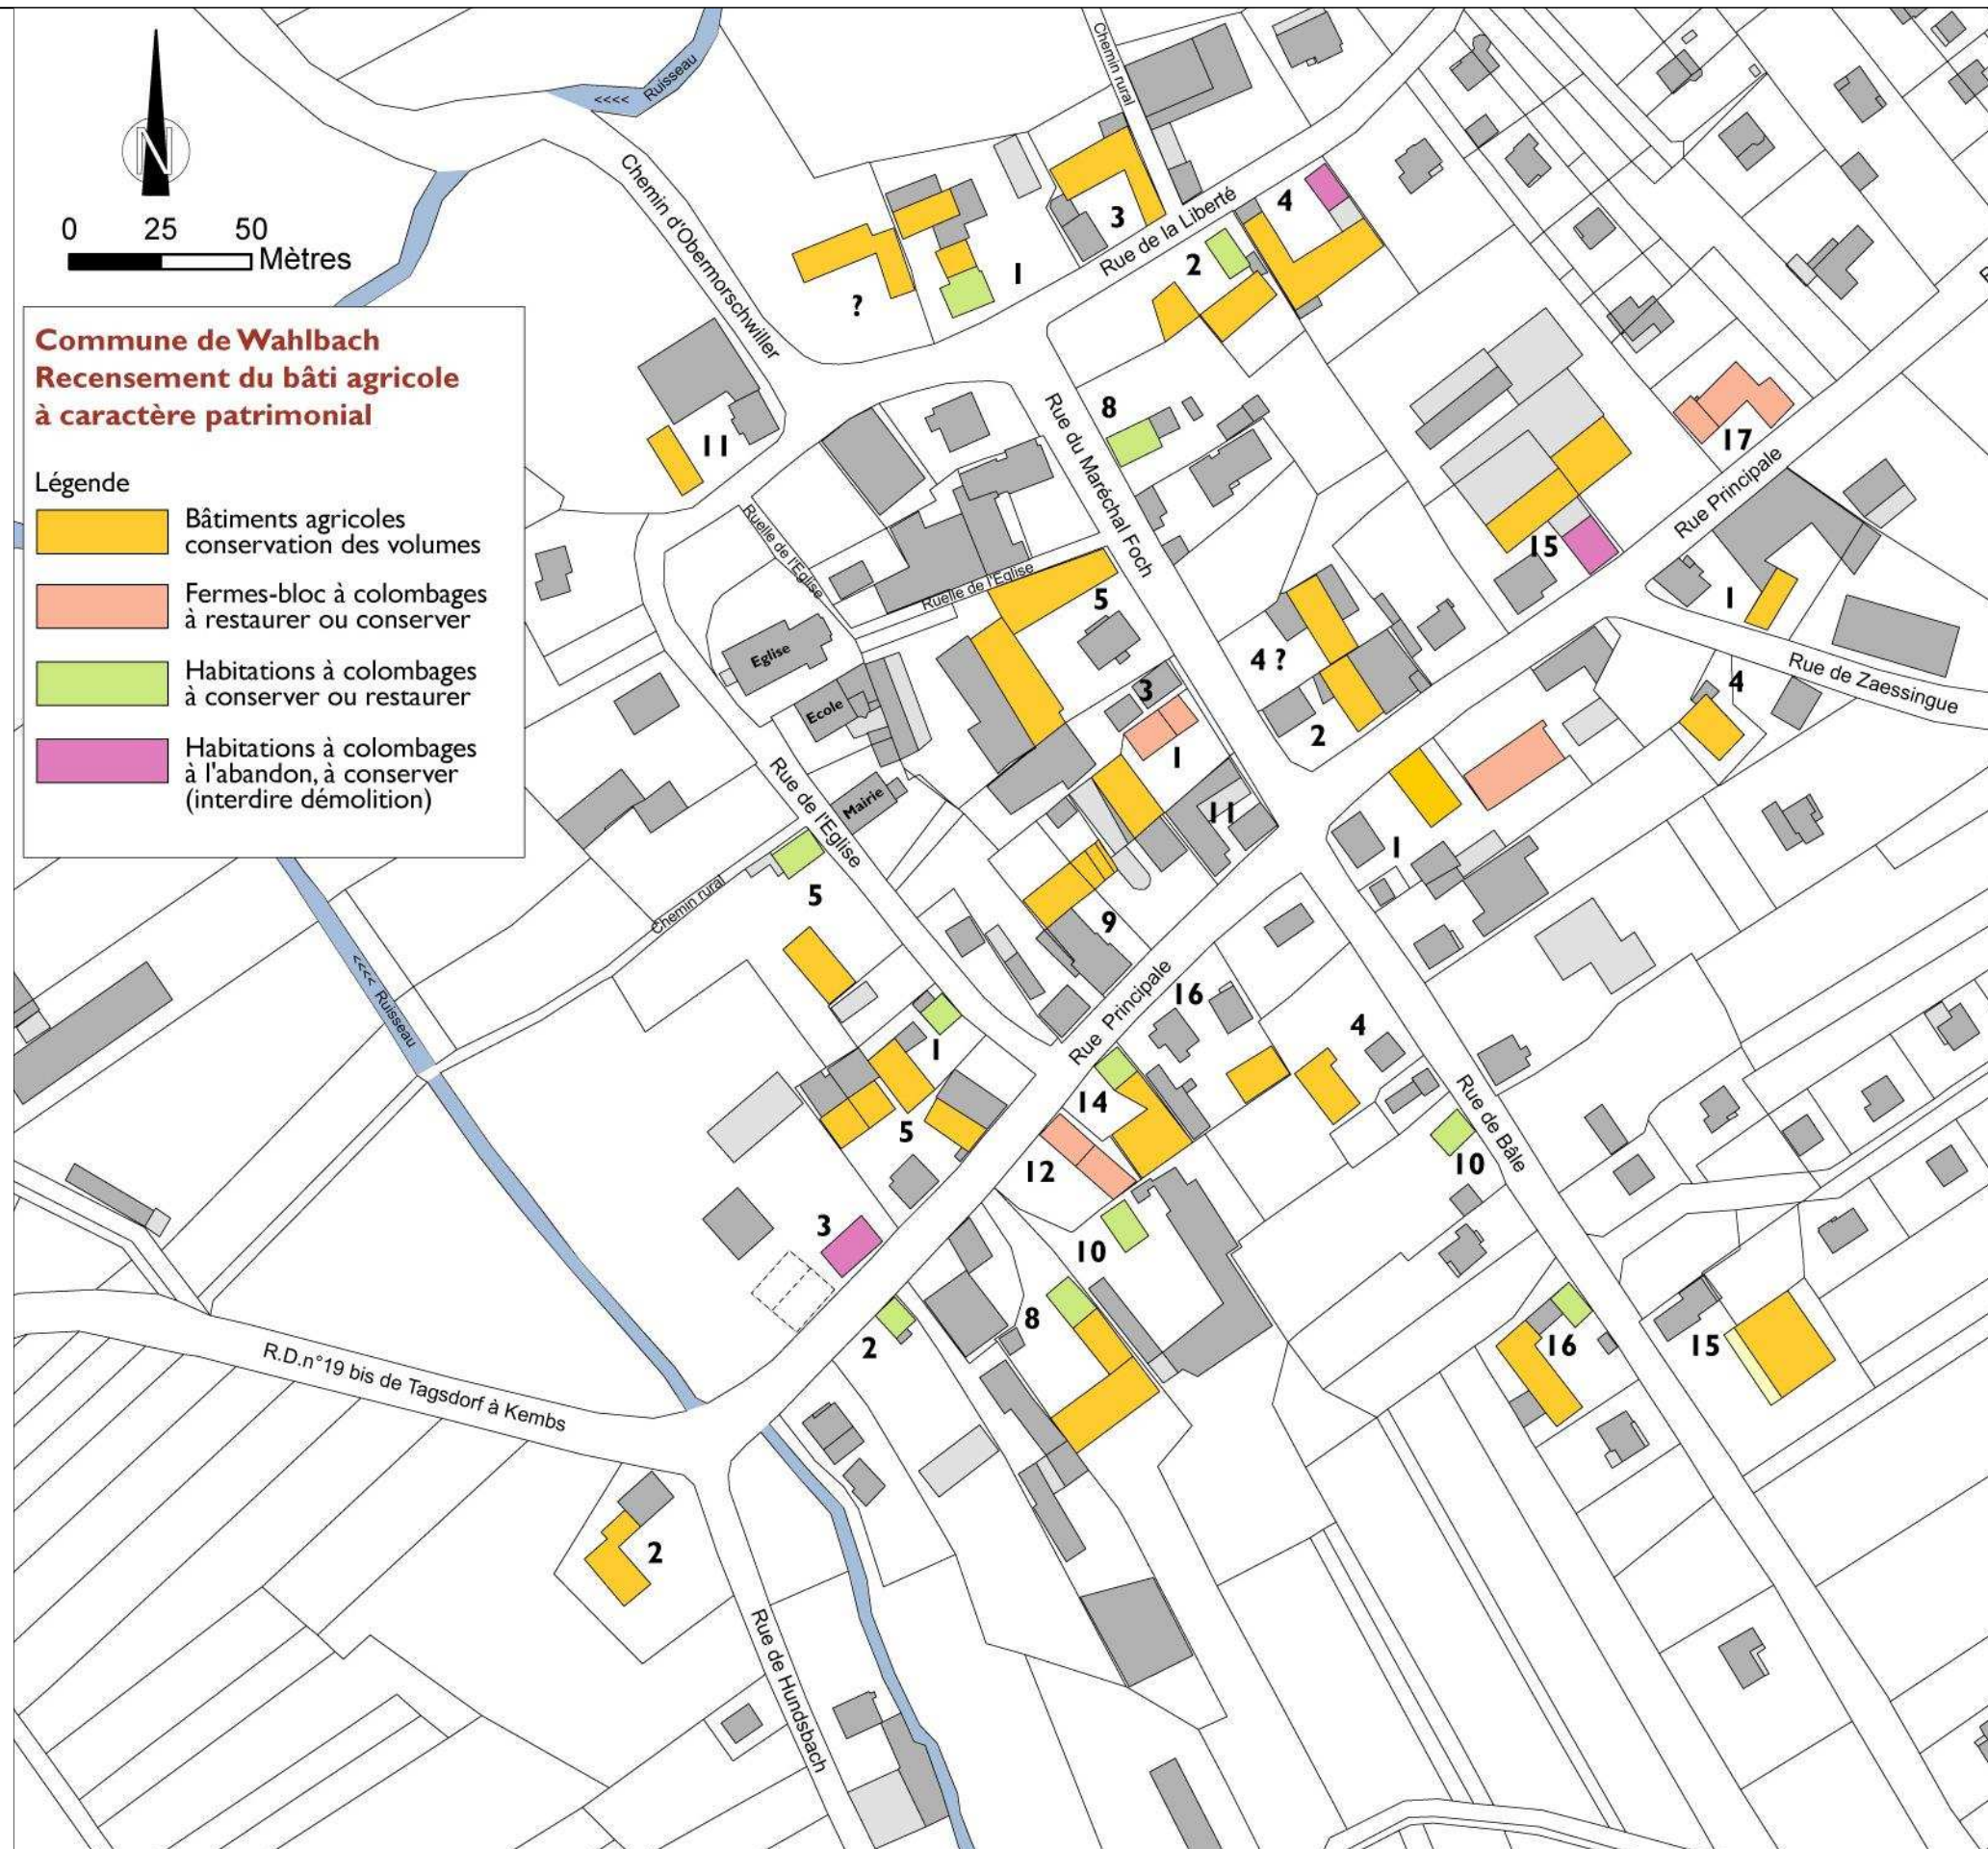 N
0 25 50
Mètres
Commune de Wahlbach
Recensement du bâti agricole
à caractère patrimonial
Légende
Bâtiments agricoles
conservation des volumes
Fermes-bloc à colombages
à restaurer ou conserver
Habitations à colombages
à conserver ou restaurer
Habitations à colombages
à l'abandon, à conserver
(interdire démolition)
<<<< Ruisseau
Chemin rural
Chemin d'Obermorschwiller
3
4
Rue de la Liberté
2
1
?
8
11
Rue du Maréchal Foch
17
Rue Principale
15
Ruelle de l'Eglise
Ruelle de l'Eglise
5
1
Eglise
4 ?
Rue de Zaessingue
4
3
Ecole
2
1
Mairie
11
1
Rue de l'Eglise
5
Chemin rural
9
<<<< Ruisseau
16
Rue Principale
4
1
14
5
Rue de Bâle
10
12
3
10
8
2
16
15
R.D.n°19 bis de Tagsdorf à Kembs
2
Rue de Hundsbach